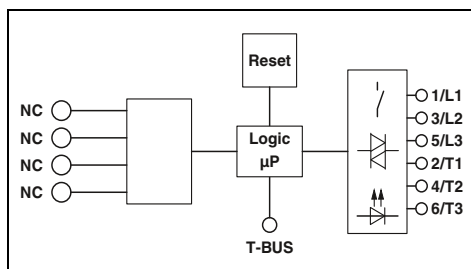 Reset
NC
NC
NC
NC
Logic
µP
T-BUS
1/L1
3/L2
5/L3
2/T1
4/T2
6/T3